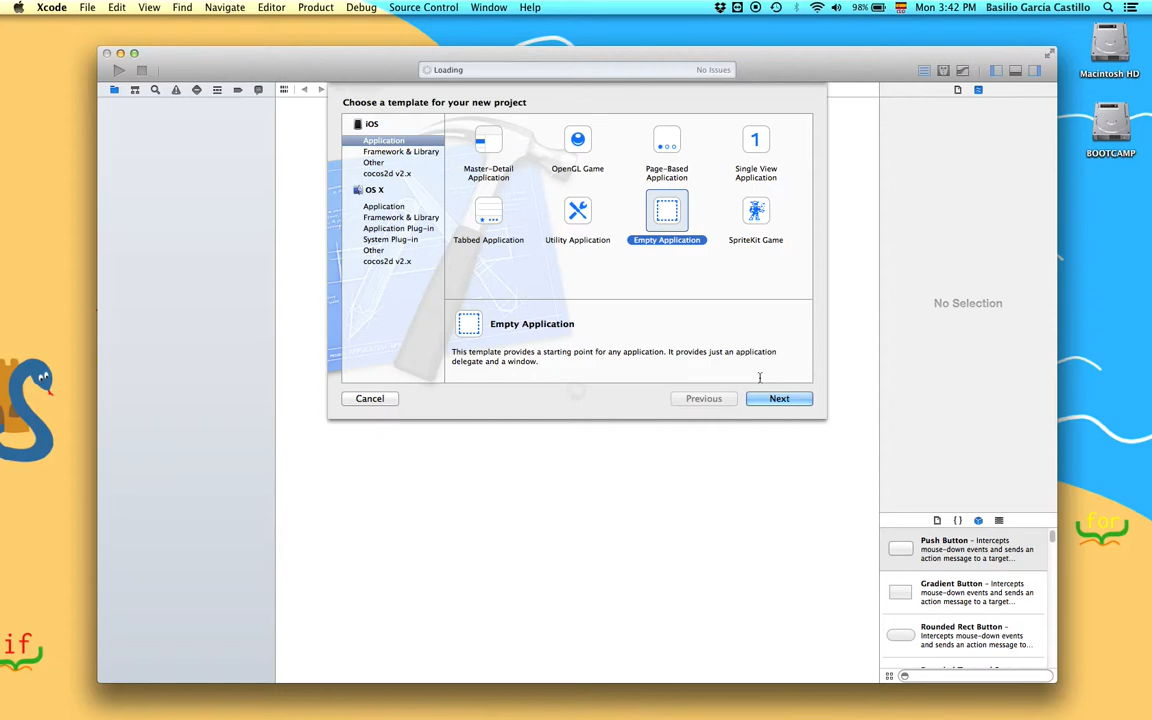 Xcode File Edit View Find Navigate Editor Product Debug Source Control Window Help
98% Mon 3:42 PM Basilio García Castillo
Loading No Issues
Macintosh HD
BOOTCAMP
Choose a template for your new project
iOS
Application
Framework & Library
Other
cocos2d v2.x
OS X
Application
Framework & Library
Application Plug-in
System Plug-in
Other
cocos2d v2.x
Master-Detail
Application
OpenGL Game
Page-Based
Application
1
Single View
Application
Tabbed Application
Utility Application
Empty Application
SpriteKit Game
Empty Application
This template provides a starting point for any application. It provides just an application
delegate and a window.
Cancel
Previous
Next
No Selection
{ }
Push Button – Intercepts
mouse-down events and sends an
action message to a target...
Gradient Button – Intercepts
mouse-down events and sends an
action message to a target...
Rounded Rect Button –
Intercepts mouse-down events
and sends an action message to...
for
if